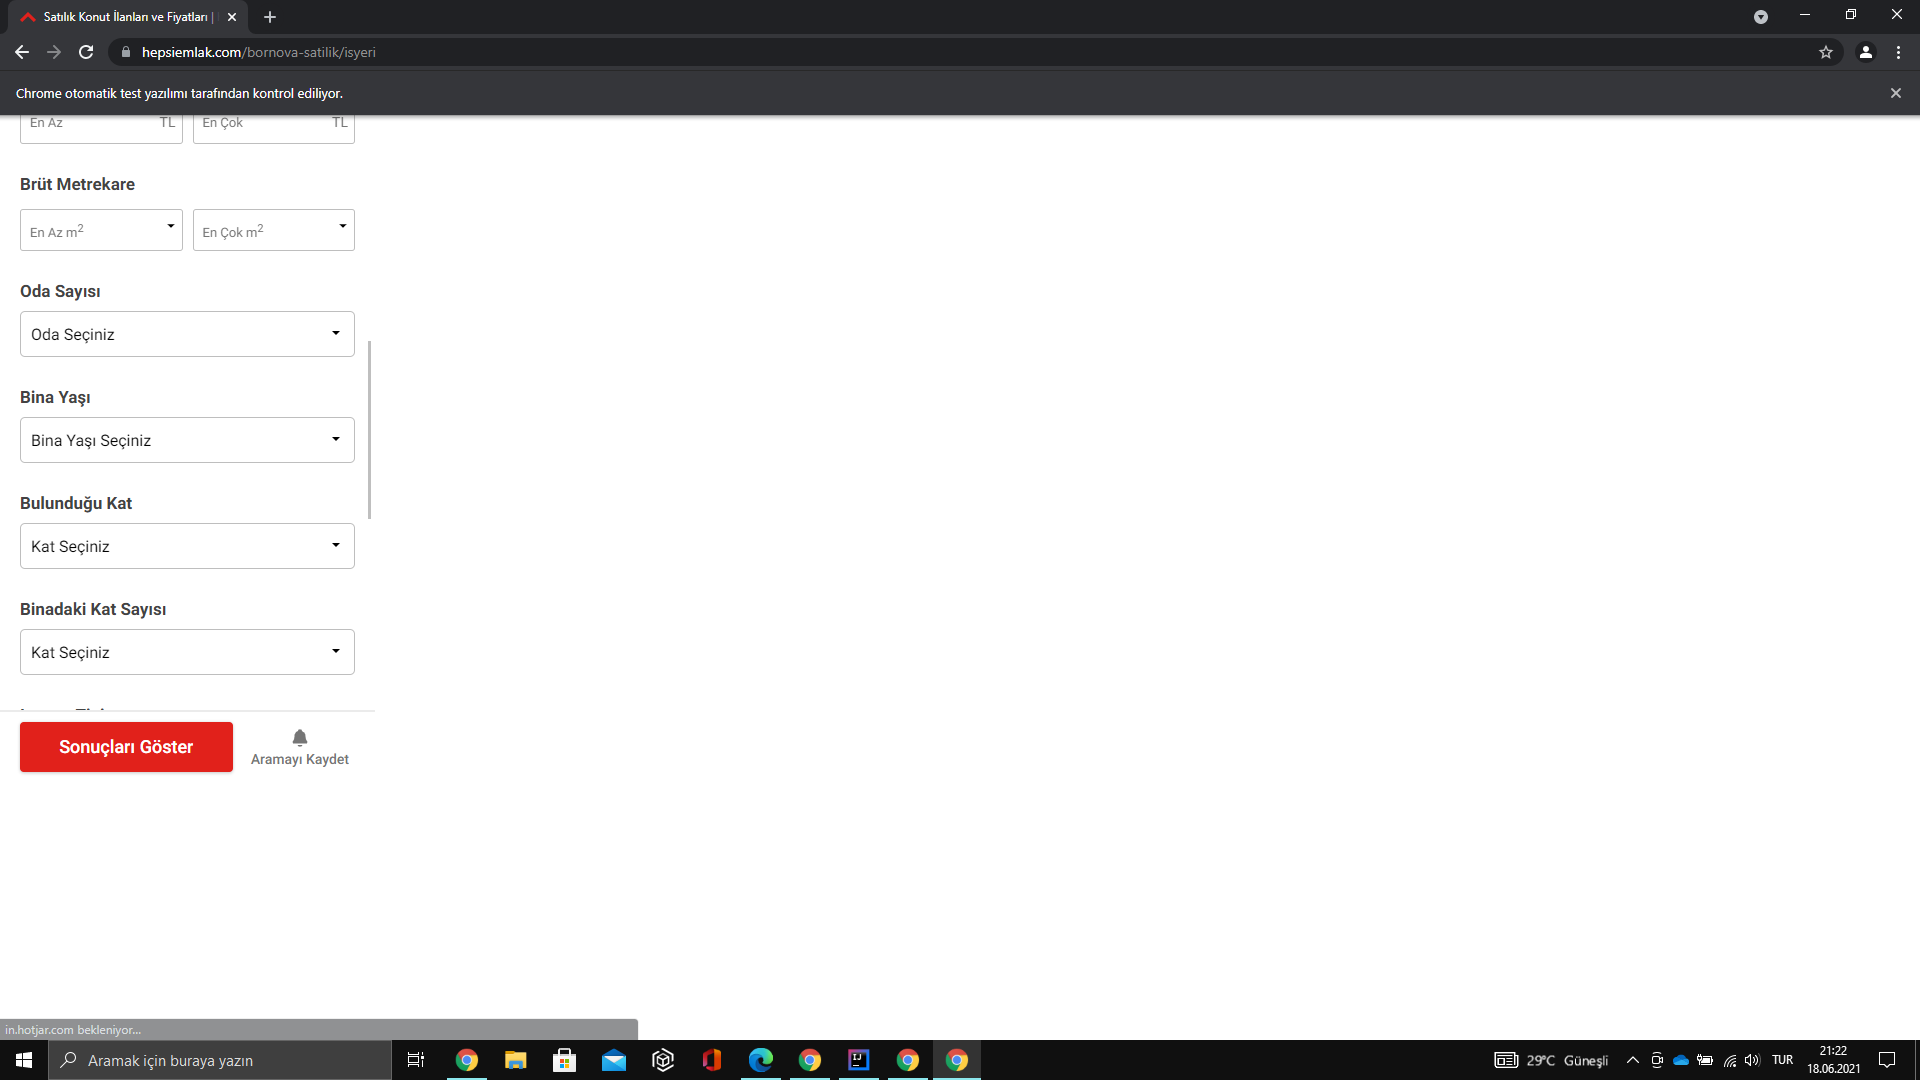 Satılık Konut İlanları ve Fiyatları |
hepsiemlak.com/bornova-satilik/isyeri
Chrome otomatik test yazılımı tarafından kontrol ediliyor.
En Az TL En Çok TL
Brüt Metrekare
En Az m² En Çok m²
Oda Sayısı
Oda Seçiniz
Bina Yaşı
Bina Yaşı Seçiniz
Bulunduğu Kat
Kat Seçiniz
Binadaki Kat Sayısı
Kat Seçiniz
Sonuçları Göster
Aramayı Kaydet
in.hotjar.com bekleniyor...
Aramak için buraya yazın
29°C Güneşli
TUR
21:22
18.06.2021